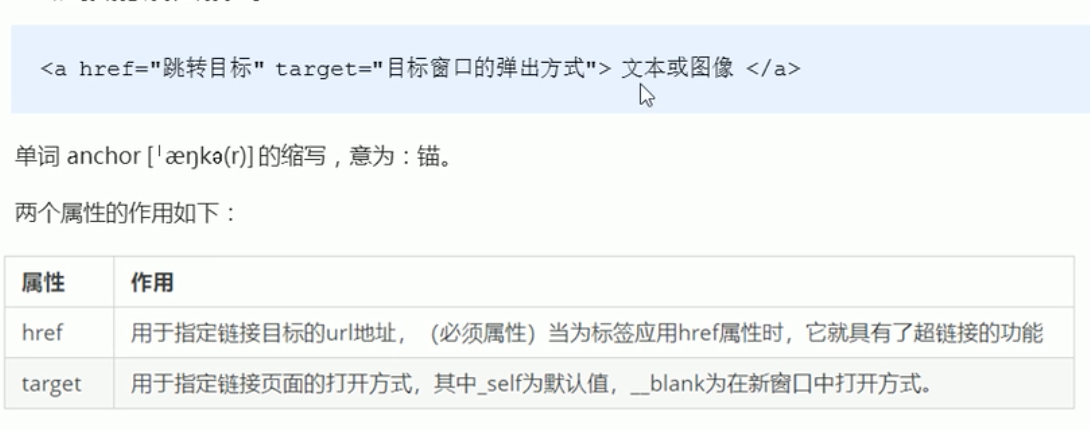 <a href="跳转目标" target="目标窗口的弹出方式"> 文本或图像 </a>
单词 anchor [ˈæŋkə(r)] 的缩写，意为：锚。
两个属性的作用如下：
属性 作用
href 用于指定链接目标的url地址，（必须属性）当为标签应用href属性时，它就具有了超链接的功能
target 用于指定链接页面的打开方式，其中_self为默认值，__blank为在新窗口中打开方式。